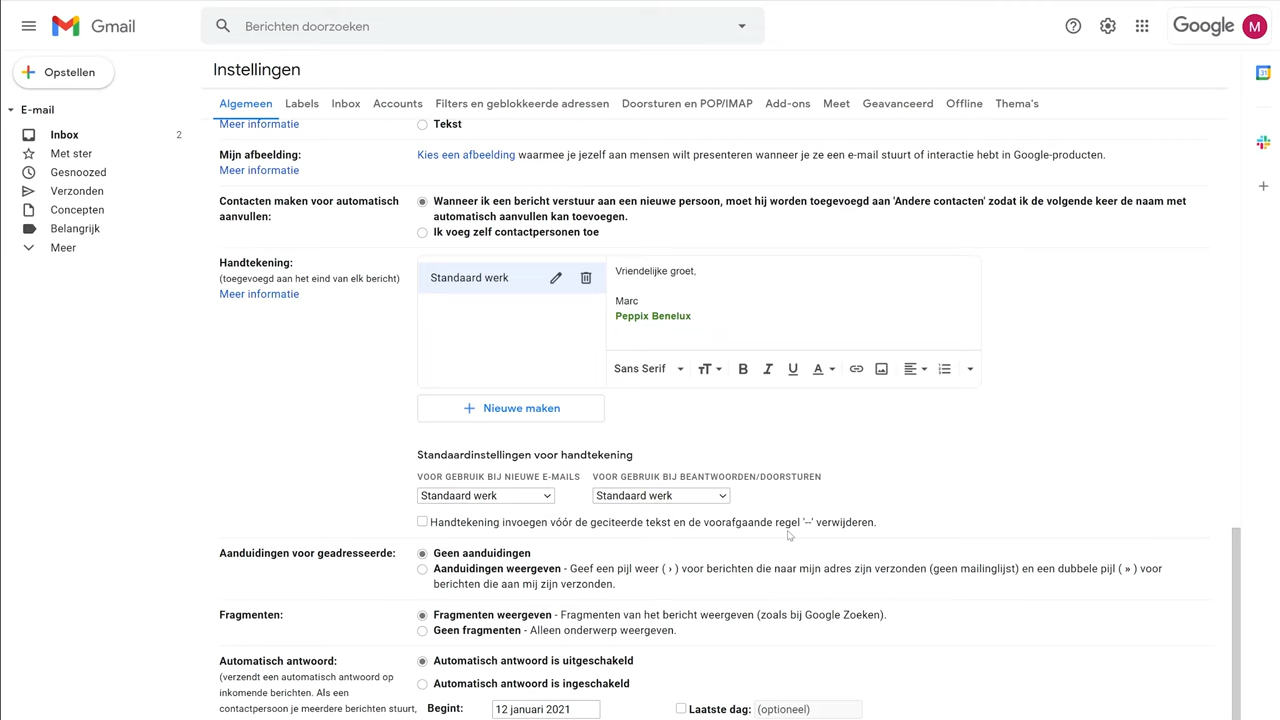 Gmail
Berichten doorzoeken
Google
M
Opstellen
E-mail
Inbox 2
Met ster
Gesnoozed
Verzonden
Concepten
Belangrijk
Meer
Instellingen
Algemeen Labels Inbox Accounts Filters en geblokkeerde adressen Doorsturen en POP/IMAP Add-ons Meet Geavanceerd Offline Thema's
Meer informatie
Tekst
Mijn afbeelding:
Meer informatie
Kies een afbeelding waarmee je jezelf aan mensen wilt presenteren wanneer je ze een e-mail stuurt of interactie hebt in Google-producten.
Contacten maken voor automatisch
aanvullen:
Wanneer ik een bericht verstuur aan een nieuwe persoon, moet hij worden toegevoegd aan 'Andere contacten' zodat ik de volgende keer de naam met
automatisch aanvullen kan toevoegen.
Ik voeg zelf contactpersonen toe
Handtekening:
(toegevoegd aan het eind van elk bericht)
Meer informatie
Standaard werk
Vriendelijke groet,
Marc
Peppix Benelux
Sans Serif
Nieuwe maken
Standaardinstellingen voor handtekening
VOOR GEBRUIK BIJ NIEUWE E-MAILS VOOR GEBRUIK BIJ BEANTWOORDEN/DOORSTUREN
Standaard werk Standaard werk
Handtekening invoegen vóór de geciteerde tekst en de voorafgaande regel '--' verwijderen.
Aanduidingen voor geadresseerde:
Geen aanduidingen
Aanduidingen weergeven - Geef een pijl weer ( › ) voor berichten die naar mijn adres zijn verzonden (geen mailinglijst) en een dubbele pijl ( » ) voor
berichten die aan mij zijn verzonden.
Fragmenten:
Fragmenten weergeven - Fragmenten van het bericht weergeven (zoals bij Google Zoeken).
Geen fragmenten - Alleen onderwerp weergeven.
Automatisch antwoord:
(verzendt een automatisch antwoord op
inkomende berichten. Als een
contactpersoon je meerdere berichten stuurt,
Automatisch antwoord is uitgeschakeld
Automatisch antwoord is ingeschakeld
Begint: 12 januari 2021 Laatste dag: (optioneel)
31